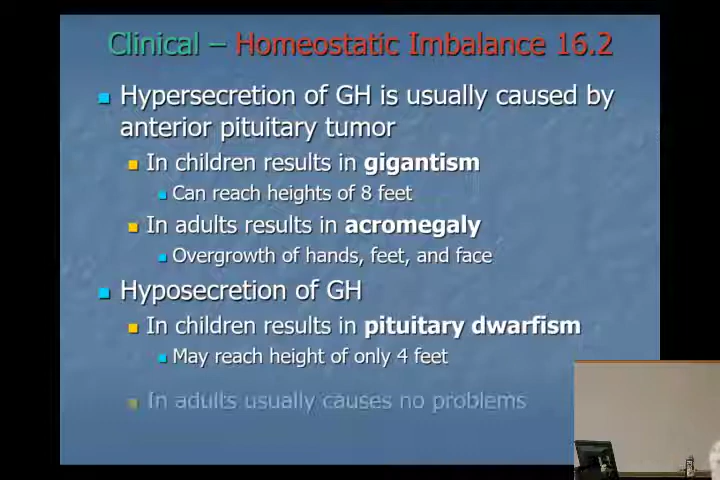 Clinical – Homeostatic Imbalance 16.2
Hypersecretion of GH is usually caused by
anterior pituitary tumor
In children results in gigantism
Can reach heights of 8 feet
In adults results in acromegaly
Overgrowth of hands, feet, and face
Hyposecretion of GH
In children results in pituitary dwarfism
May reach height of only 4 feet
In adults usually causes no problems